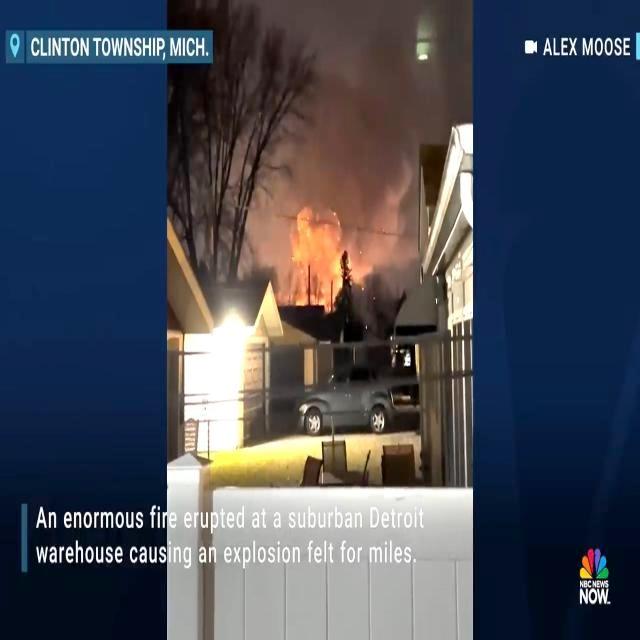 CLINTON TOWNSHIP, MICH.
ALEX MOOSE
An enormous fire erupted at a suburban Detroit
warehouse causing an explosion felt for miles.
NBC NEWS
NOW